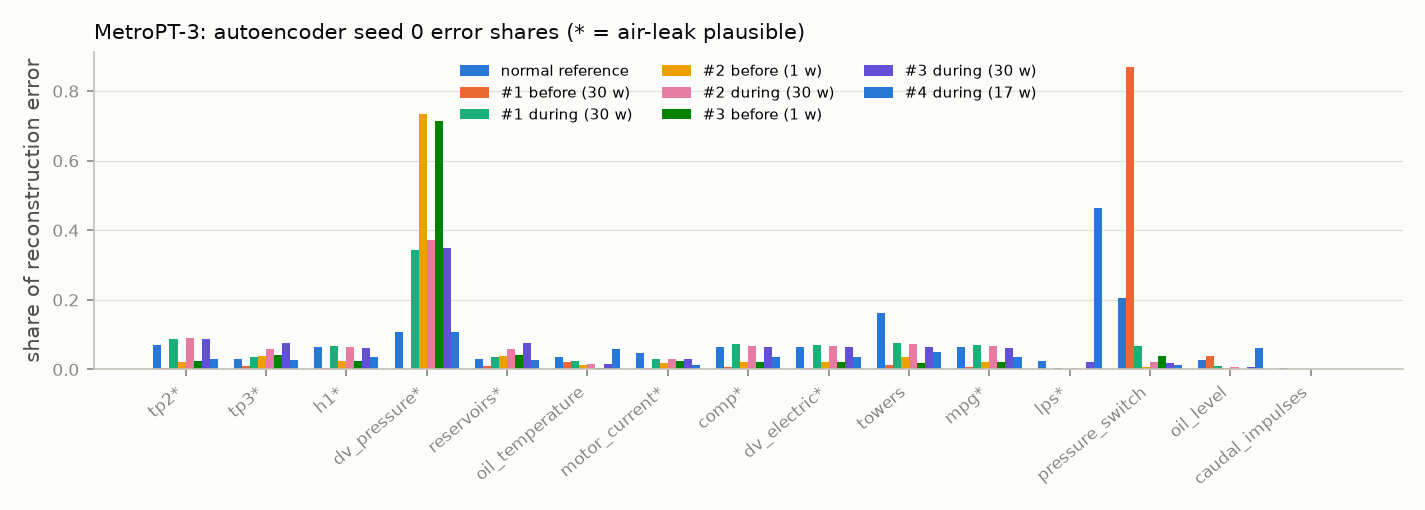 MetroPT-3: autoencoder seed 0 error shares (* = air-leak plausible)
share of reconstruction error
0.8
0.6
0.4
0.2
0.0
normal reference
#1 before (30 w)
#1 during (30 w)
#2 before (1 w)
#2 during (30 w)
#3 before (1 w)
#3 during (30 w)
#4 during (17 w)
tp2*
tp3*
h1*
dv_pressure*
reservoirs*
oil_temperature
motor_current*
comp*
dv_electric*
towers
mpg*
lps*
pressure_switch
oil_level
caudal_impulses